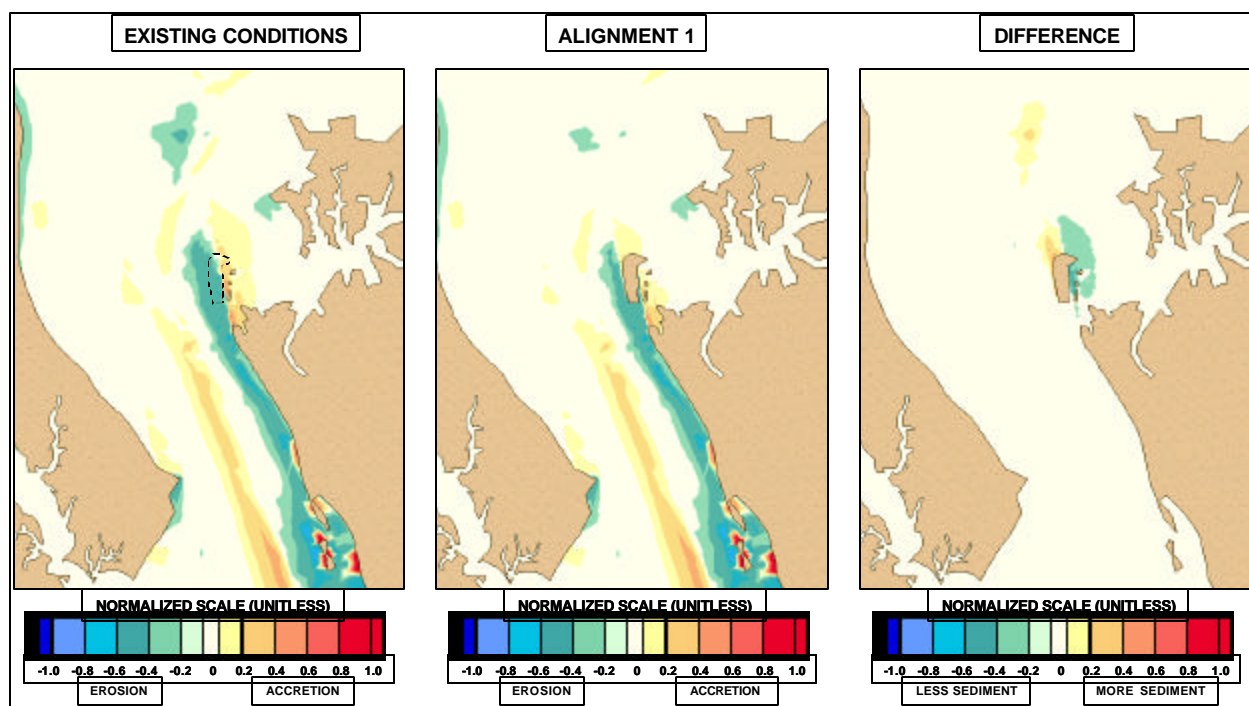 EXISTING CONDITIONS
ALIGNMENT 1
DIFFERENCE
NORMALIZED SCALE (UNITLESS)
-1.0 -0.8 -0.6 -0.4 -0.2 0 0.2 0.4 0.6 0.8 1.0
EROSION ACCRETION
NORMALIZED SCALE (UNITLESS)
-1.0 -0.8 -0.6 -0.4 -0.2 0 0.2 0.4 0.6 0.8 1.0
EROSION ACCRETION
NORMALIZED SCALE (UNITLESS)
-1.0 -0.8 -0.6 -0.4 -0.2 0 0.2 0.4 0.6 0.8 1.0
LESS SEDIMENT MORE SEDIMENT